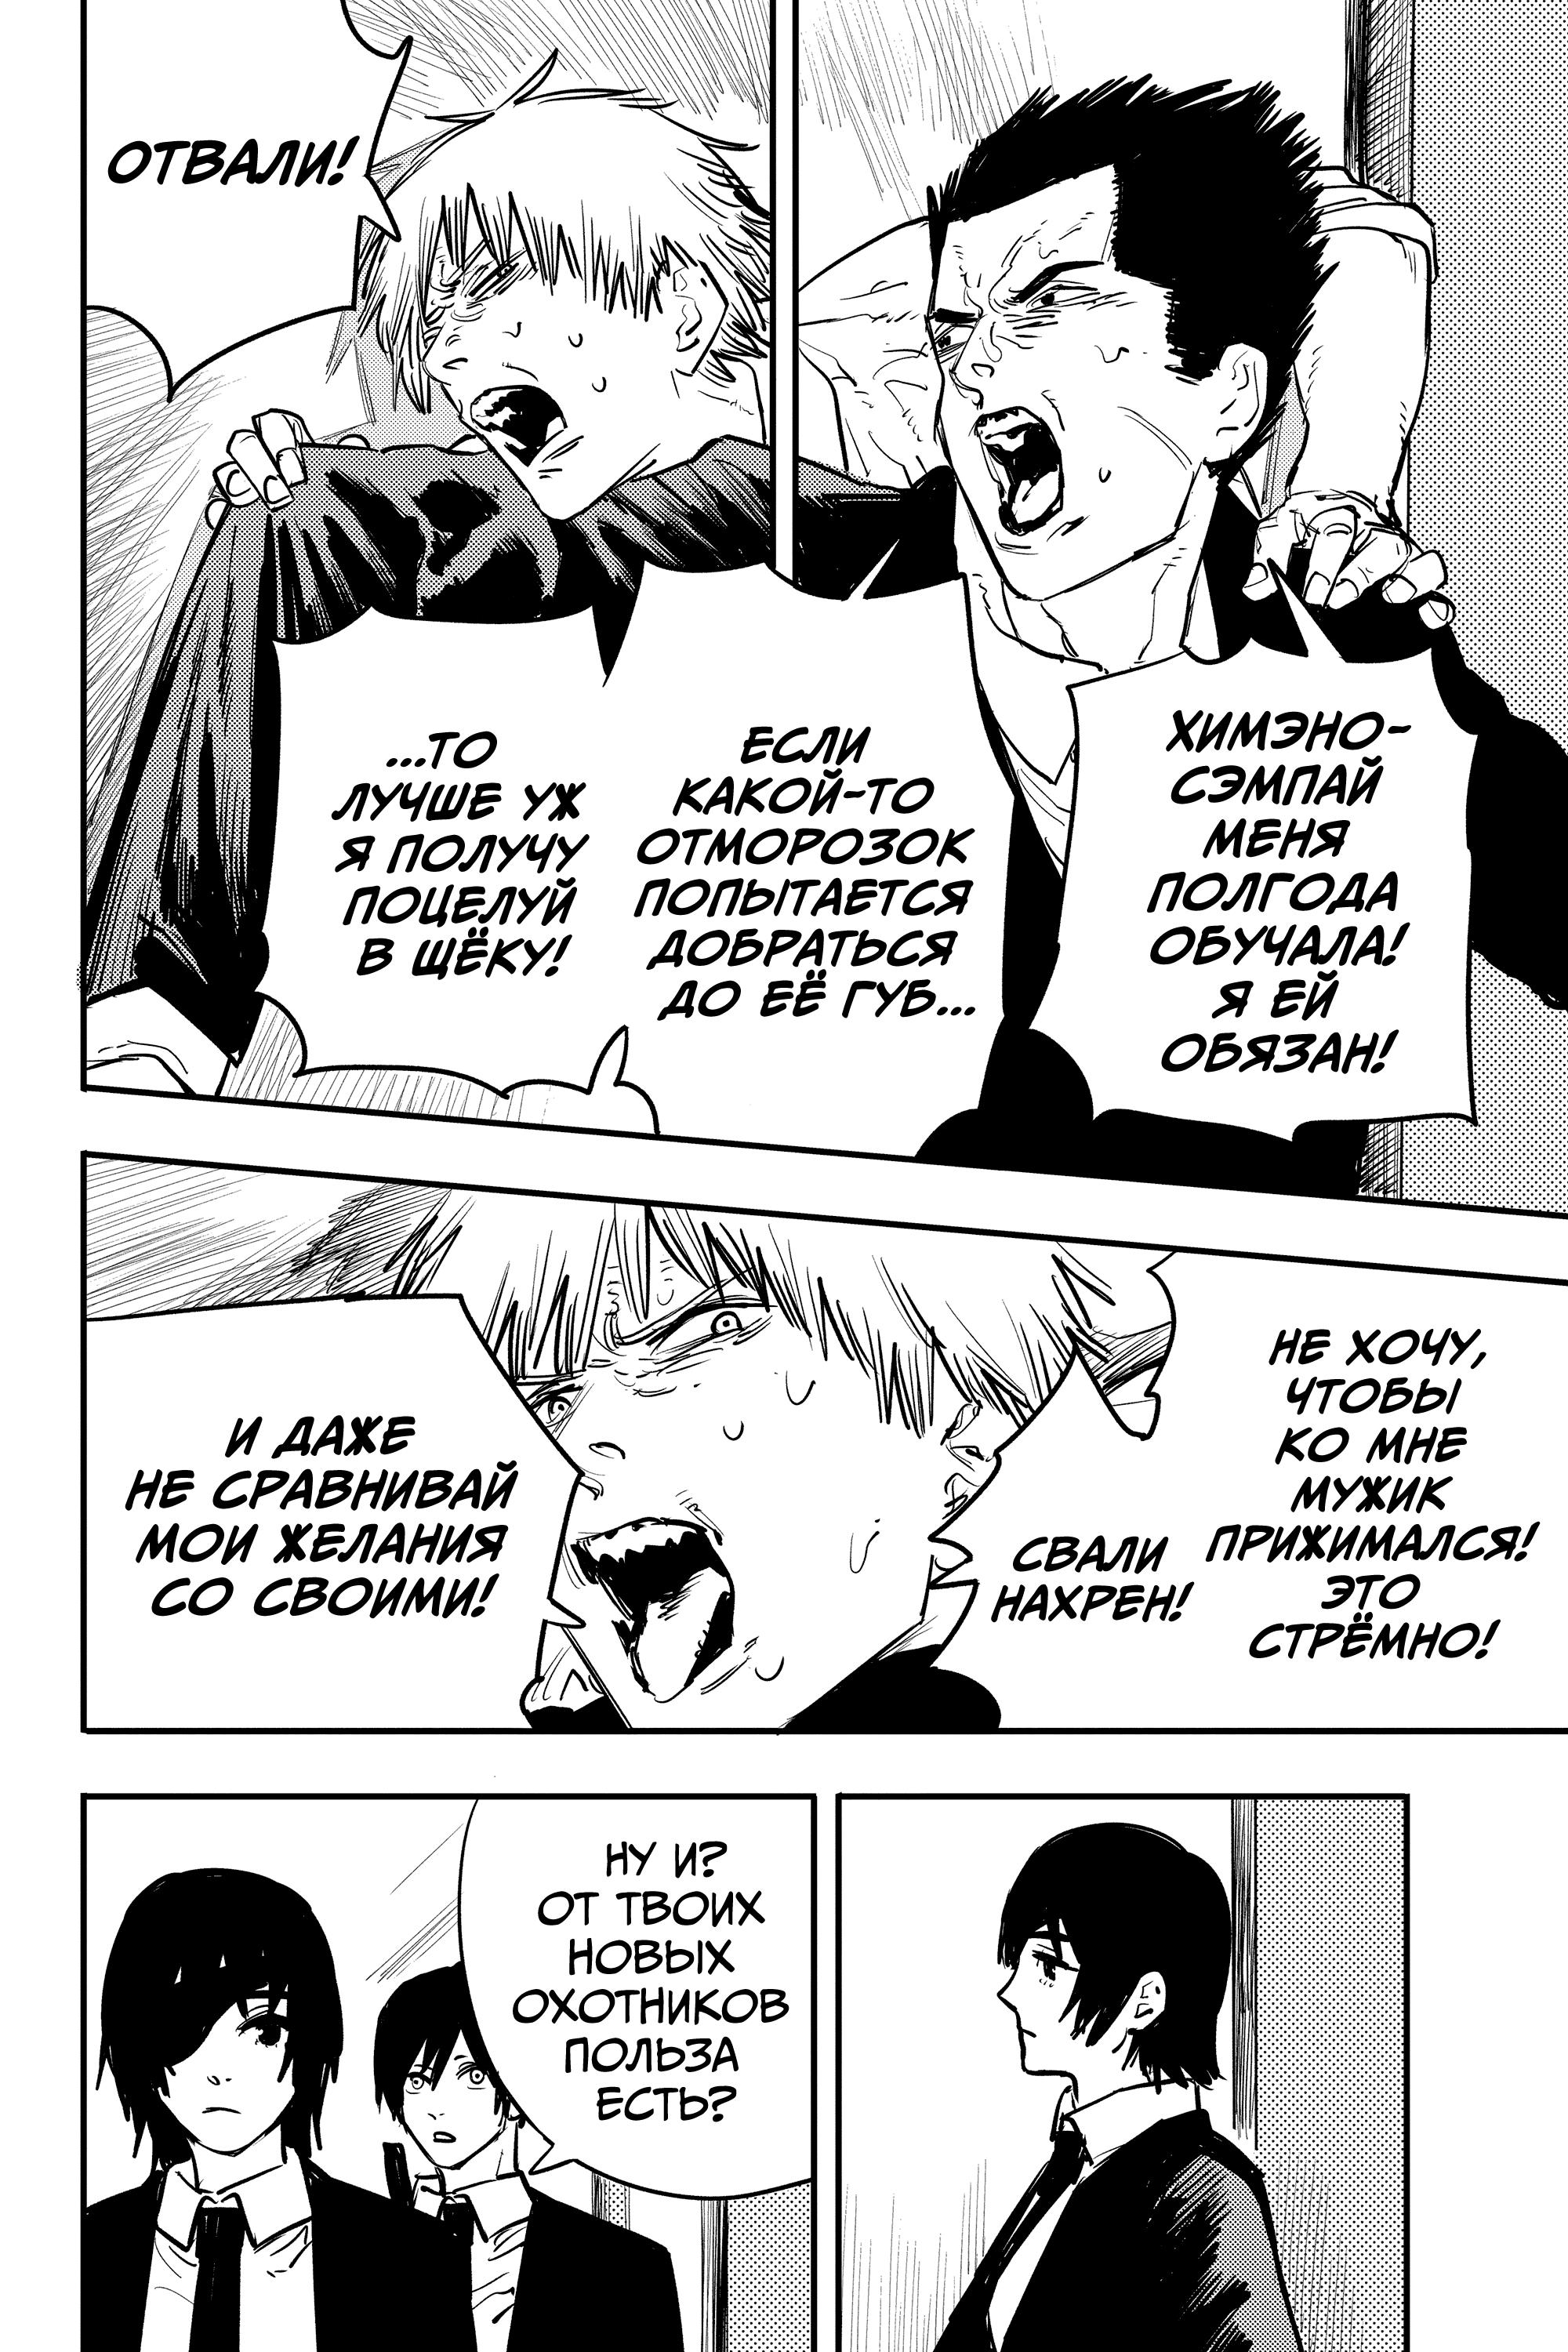 ХИМЭНО-
СЭМПАЙ
МЕНЯ
ПОЛГОДА
ОБУЧАЛА!
Я ЕЙ
ОБЯЗАН!
ЕСЛИ
КАКОЙ-ТО
ОТМОРОЗОК
ПОПЫТАЕТСЯ
ДОБРАТЬСЯ
ДО ЕЁ ГУБ...
...ТО
ЛУЧШЕ УЖ
Я ПОЛУЧУ
ПОЦЕЛУЙ
В ЩЁКУ!
ОТВАЛИ!
НЕ ХОЧУ,
ЧТОБЫ
КО МНЕ
МУЖИК
ПРИЖИМАЛСЯ!
ЭТО
СТРЁМНО!
СВАЛИ
НАХРЕН!
И ДАЖЕ
НЕ СРАВНИВАЙ
МОИ ЖЕЛАНИЯ
СО СВОИМИ!
НУ И?
ОТ ТВОИХ
НОВЫХ
ОХОТНИКОВ
ПОЛЬЗА
ЕСТЬ?